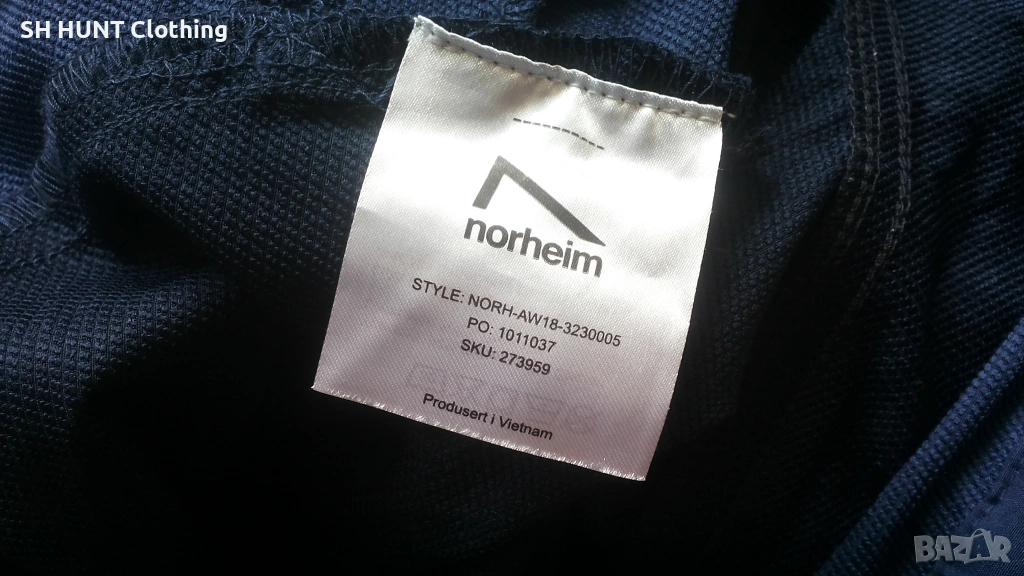 SH HUNT Clothing
norheim
STYLE: NORH-AW18-3230005
PO: 1011037
SKU: 273959
Produsert i Vietnam
BAZAR